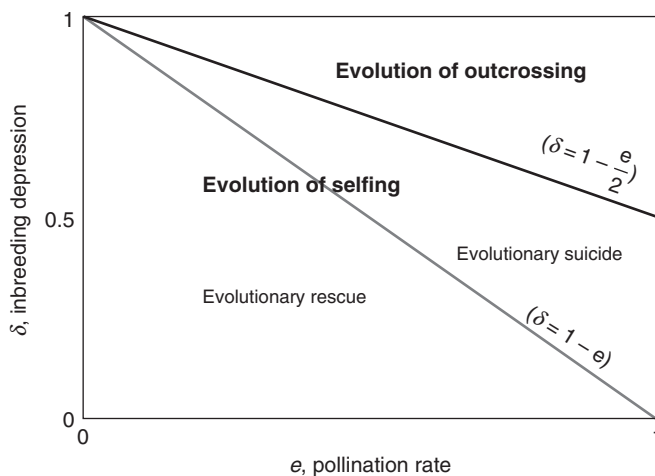 1
Evolution of outcrossing
(δ = 1 – e/2)
Evolution of selfing
0.5
Evolutionary suicide
Evolutionary rescue
(δ = 1 – e)
0
0
δ, inbreeding depression
e, pollination rate